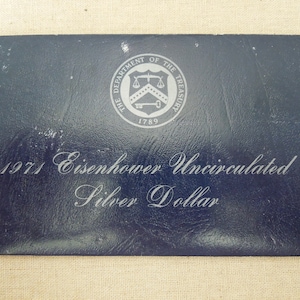 THE DEPARTMENT OF THE TREASURY
1789
1971 Eisenhower Uncirculated
Silver Dollar